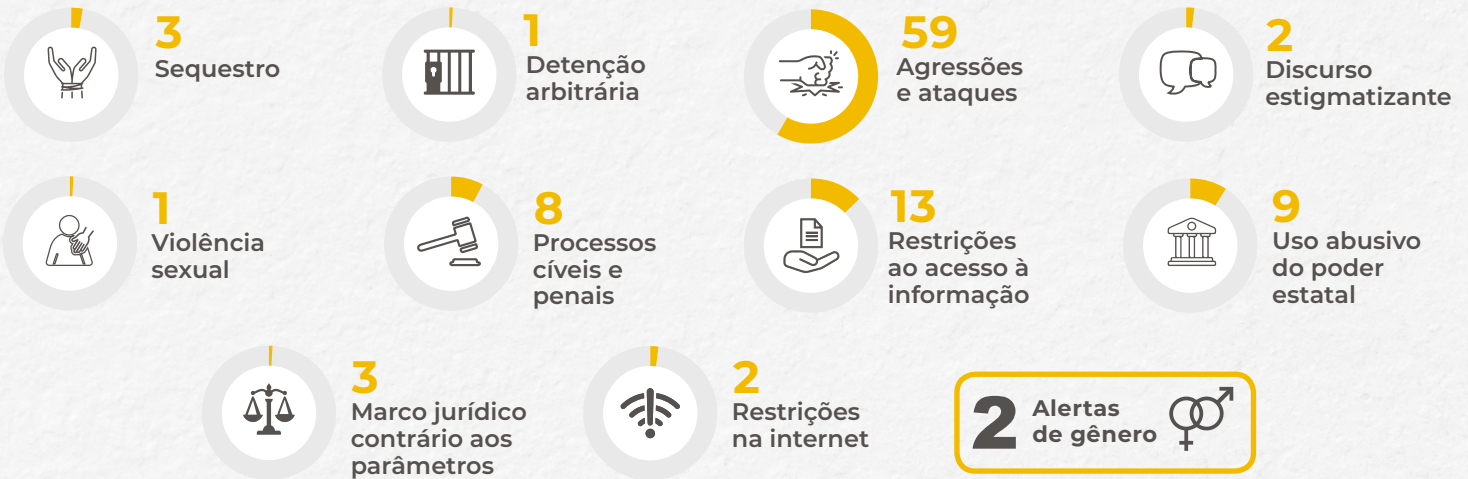 3
Sequestro
1
Detenção
arbitrária
59
Agressões
e ataques
2
Discurso
estigmatizante
1
Violência
sexual
8
Processos
cíveis e
penais
13
Restrições
ao acesso à
informação
9
Uso abusivo
do poder
estatal
3
Marco jurídico
contrário aos
parâmetros
2
Restrições
na internet
2
Alertas
de gênero